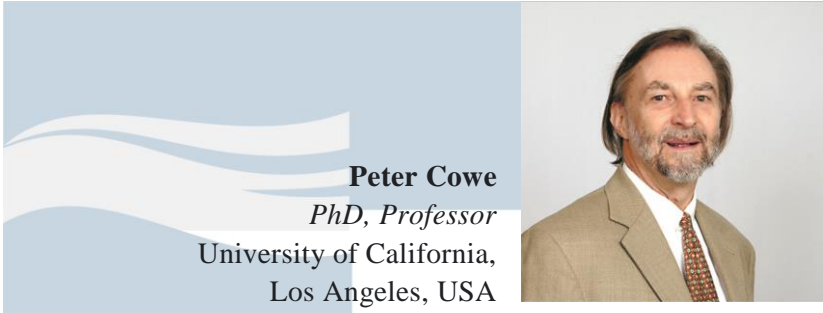 Peter Cowe
PhD, Professor
University of California,
Los Angeles, USA